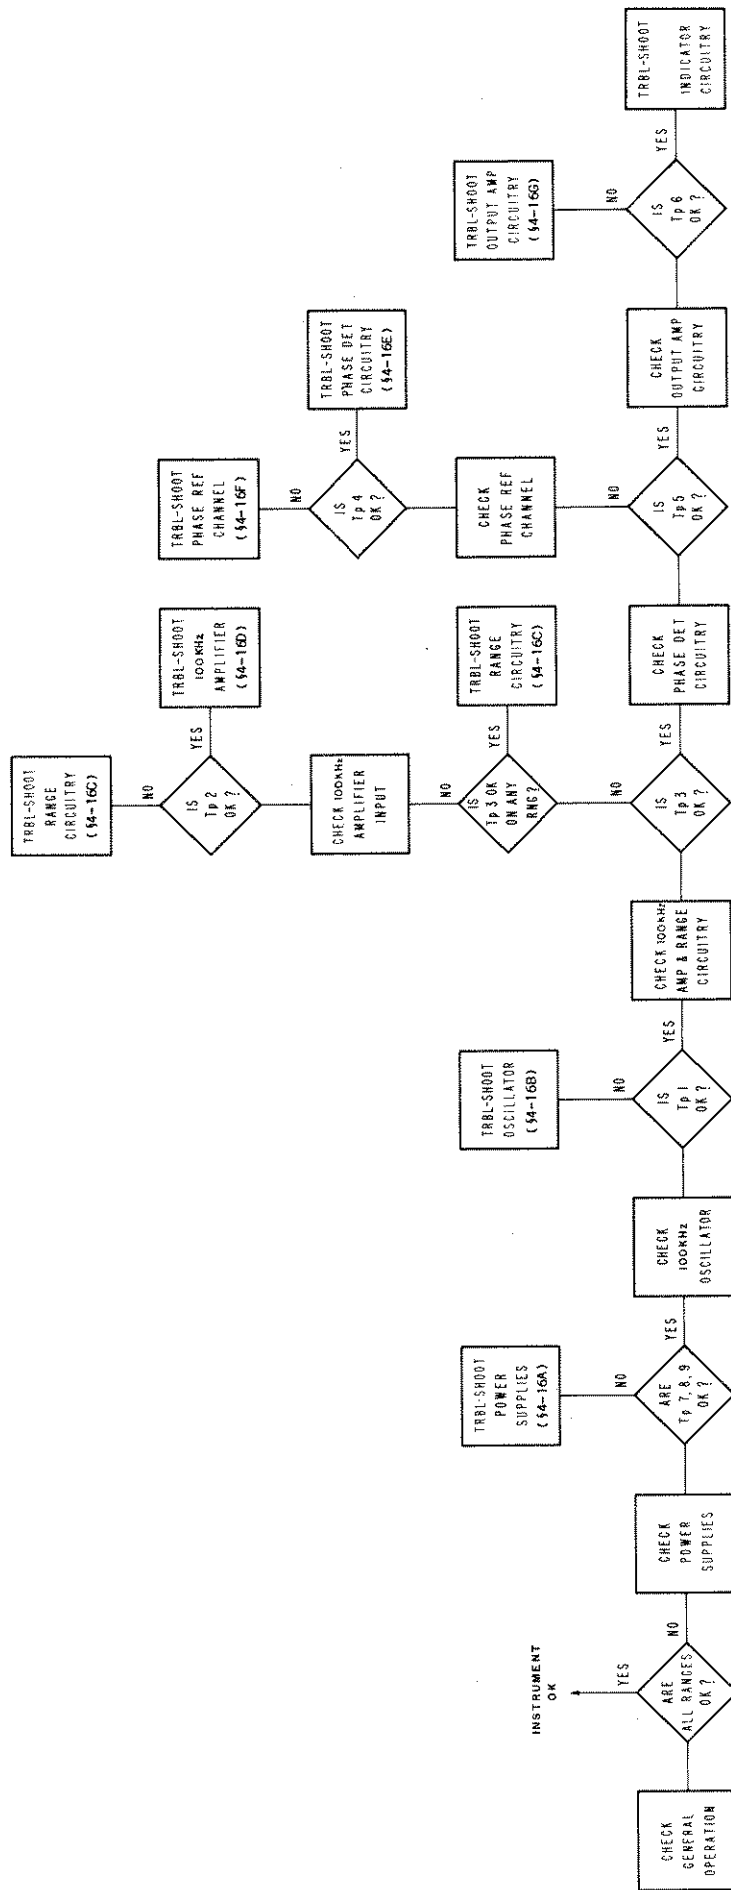 CHECK
GENERAL
OPERATION
ARE
ALL RANGES
OK?
YES
INSTRUMENT
OK
NO
CHECK
POWER
SUPPLIES
ARE
Tp 7, 8, 9
OK?
NO
TRBL-SHOOT
POWER
SUPPLIES
(§4-16A)
YES
CHECK
100KHz
OSCILLATOR
IS
Tp 1
OK?
NO
TRBL-SHOOT
OSCILLATOR
(§4-16B)
YES
CHECK 100KHz
AMP & RANGE
CIRCUITRY
IS
Tp 3
OK?
NO
IS
Tp 3 OK
ON ANY
RNG?
YES
TRBL-SHOOT
RANGE
CIRCUITRY
(§4-16C)
NO
CHECK 100KHz
AMPLIFIER
INPUT
IS
Tp 2
OK?
YES
TRBL-SHOOT
100KHz
AMPLIFIER
(§4-16D)
NO
TRBL-SHOOT
RANGE
CIRCUITRY
(§4-16C)
YES
CHECK
PHASE DET
CIRCUITRY
IS
Tp 5
OK?
NO
CHECK
PHASE REF
CHANNEL
IS
Tp 4
OK?
YES
TRBL-SHOOT
PHASE DET
CIRCUITRY
(§4-16E)
NO
TRBL-SHOOT
PHASE REF
CHANNEL
(§4-16F)
YES
CHECK
OUTPUT AMP
CIRCUITRY
IS
Tp 6
OK?
NO
TRBL-SHOOT
OUTPUT AMP
CIRCUITRY
(§4-16G)
YES
TRBL-SHOOT
INDICATOR
CIRCUITRY